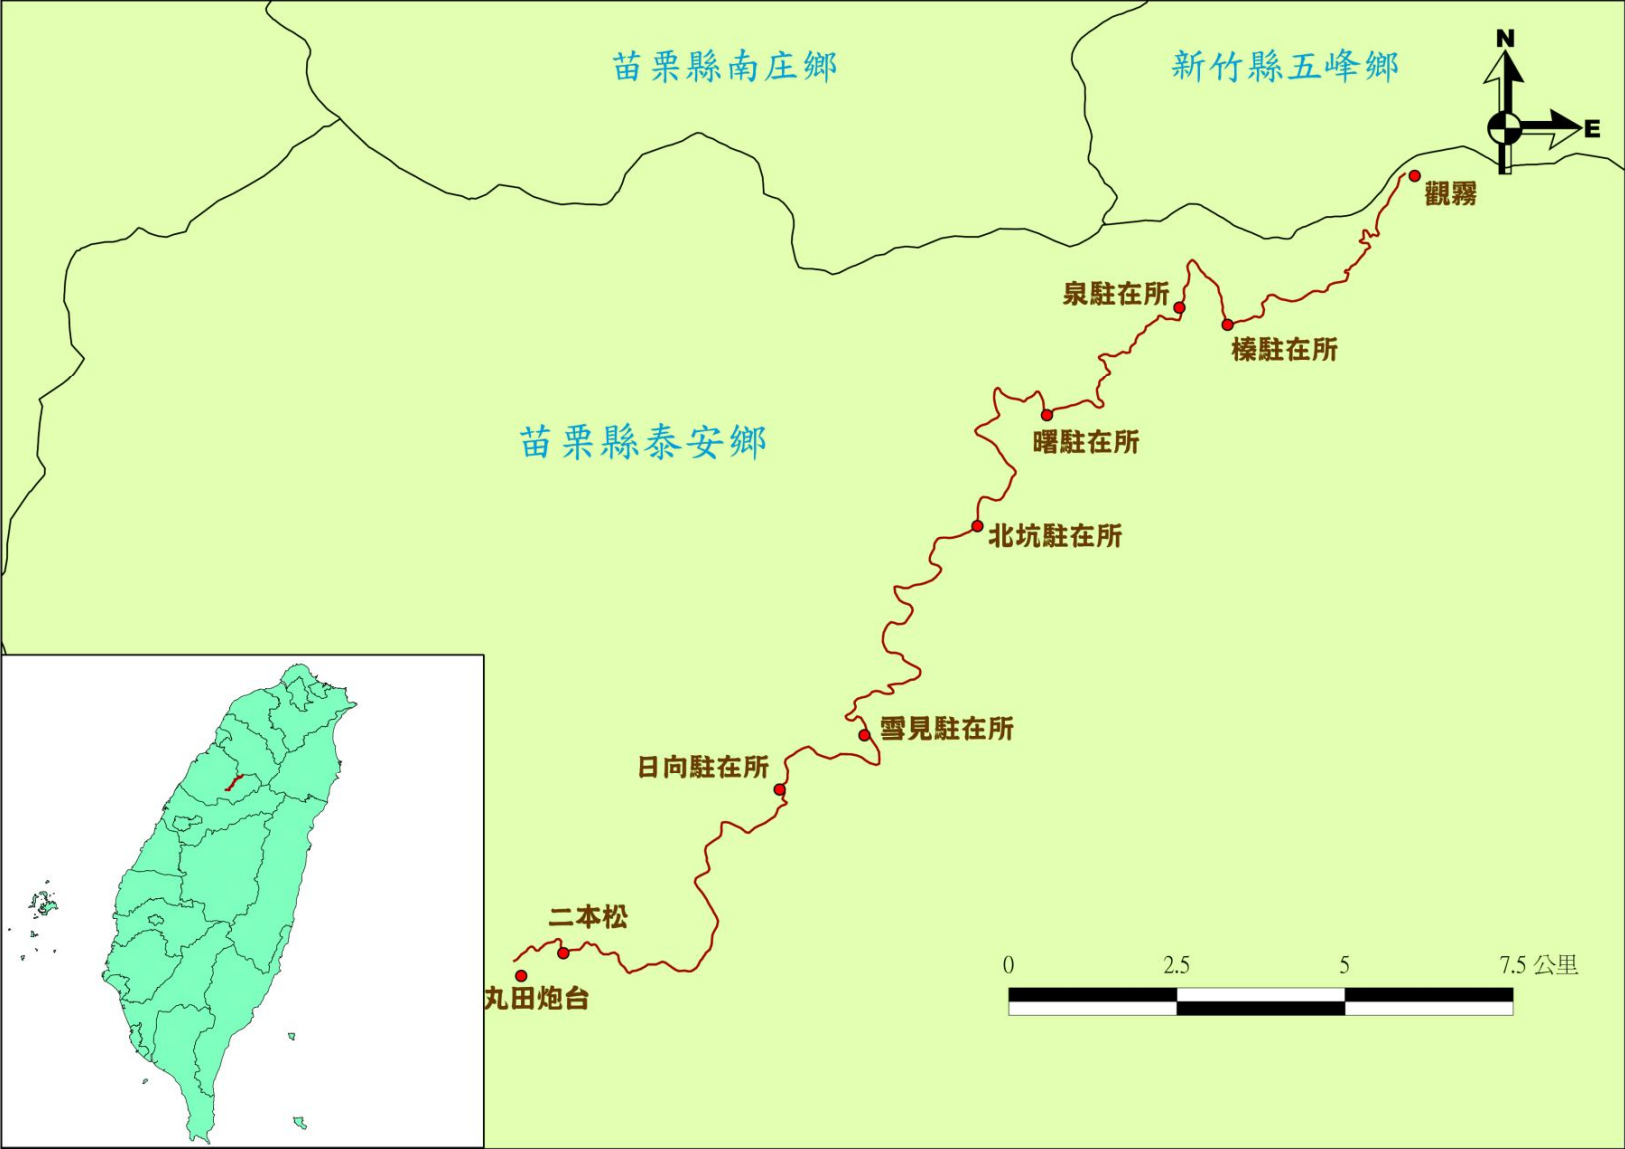 苗栗縣南庄鄉
新竹縣五峰鄉
N
E
觀霧
泉駐在所
榛駐在所
苗栗縣泰安鄉
曙駐在所
北坑駐在所
雪見駐在所
日向駐在所
二本松
丸田炮台
0 2.5 5 7.5 公里